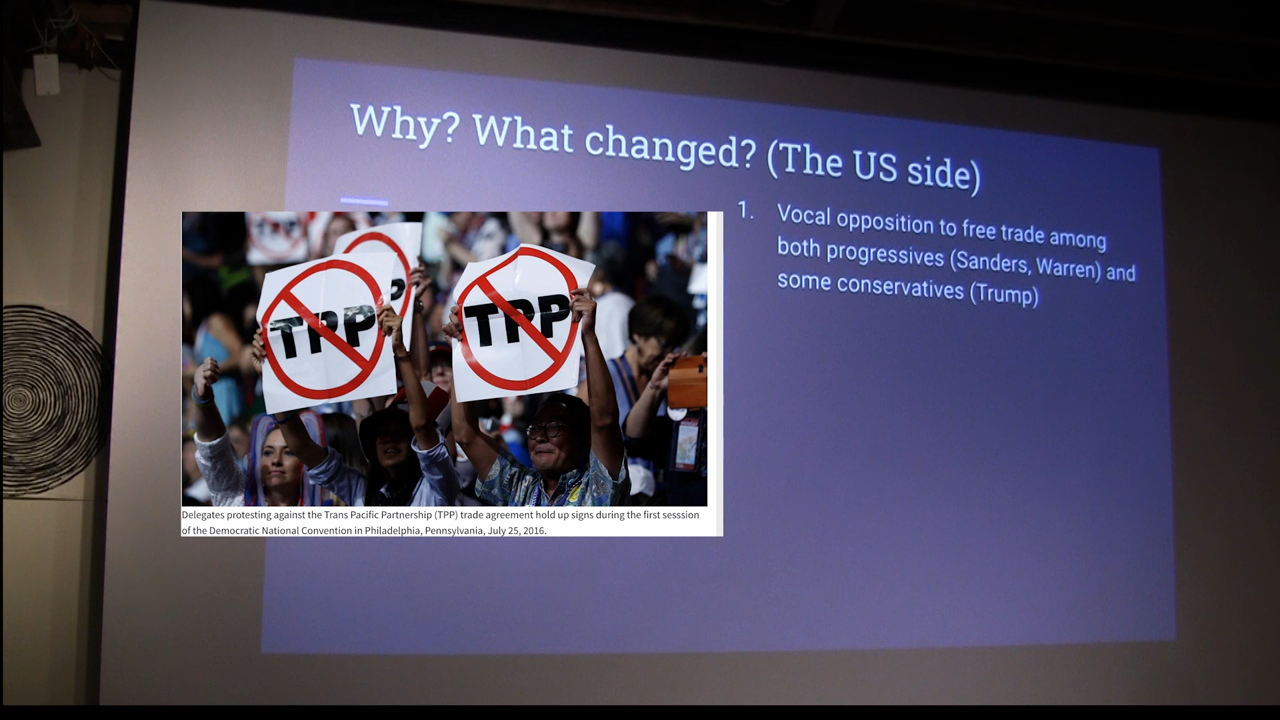 Why? What changed? (The US side)
1. Vocal opposition to free trade among
both progressives (Sanders, Warren) and
some conservatives (Trump)
TPP
P
TPP
Delegates protesting against the Trans Pacific Partnership (TPP) trade agreement hold up signs during the first sesssion
of the Democratic National Convention in Philadelphia, Pennsylvania, July 25, 2016.